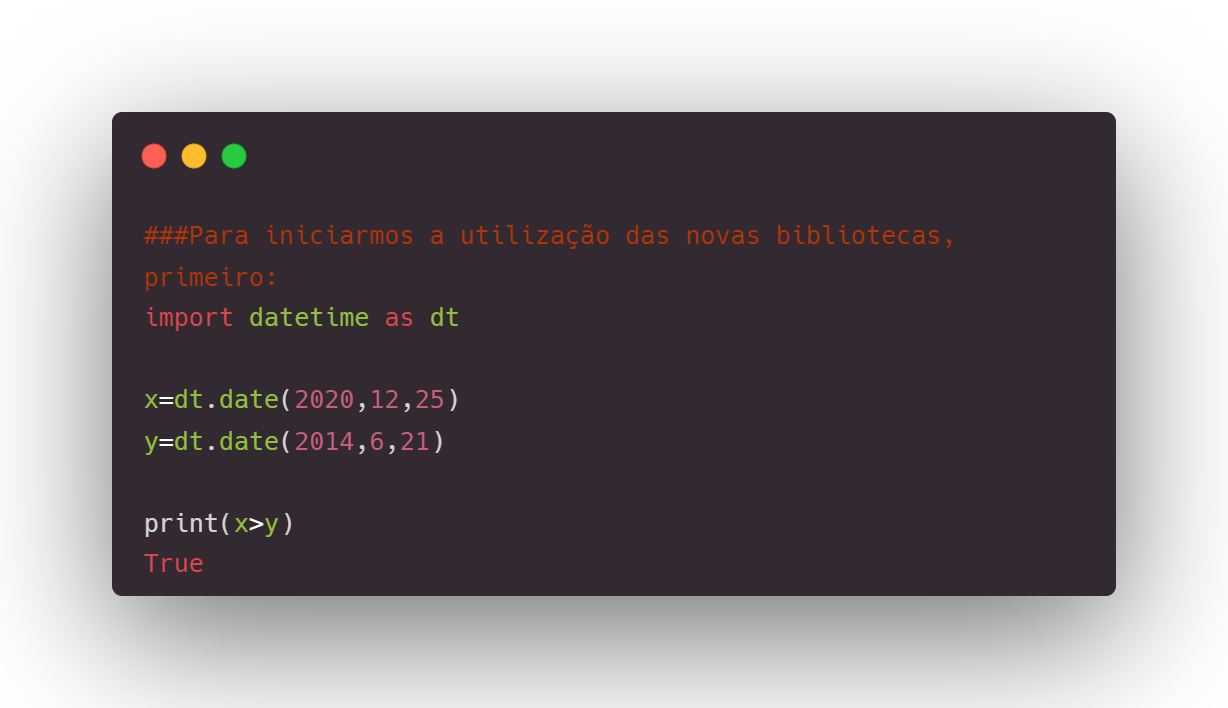 ###Para iniciarmos a utilização das novas bibliotecas,
primeiro:
import datetime as dt
x=dt.date(2020,12,25)
y=dt.date(2014,6,21)
print(x>y)
True